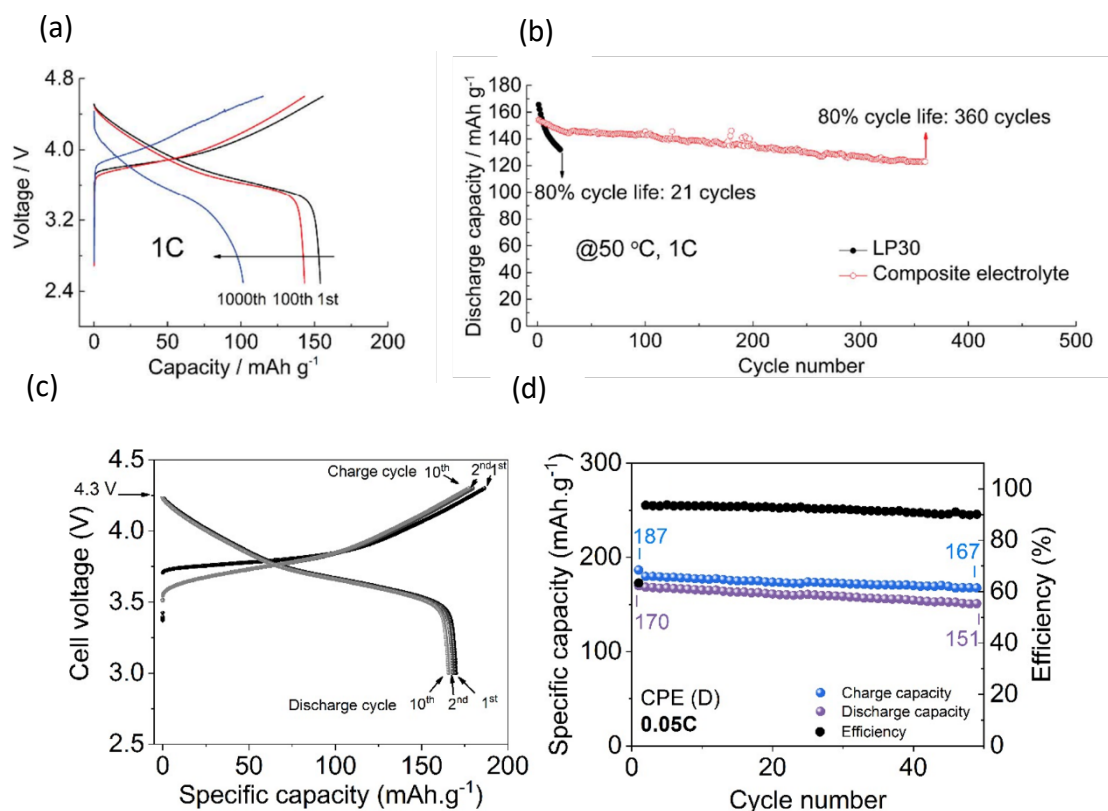 (a)
4.8
4.0
3.2
2.4
Voltage / V
1C
1000th 100th 1st
0 50 100 150 200
Capacity / mAh g⁻¹
(b)
180
160
140
120
100
80
60
40
20
0
Discharge capacity / mAh g⁻¹
80% cycle life: 360 cycles
80% cycle life: 21 cycles
@50 °C, 1C
LP30
Composite electrolyte
0 100 200 300 400 500
Cycle number
(c)
4.5
4.3 V
4.0
3.5
3.0
2.5
Cell voltage (V)
Charge cycle 10th 2nd 1st
Discharge cycle 10th 2nd 1st
0 50 100 150 200
Specific capacity (mAh.g⁻¹)
(d)
300
250
200
150
100
50
0
Specific capacity (mAh.g⁻¹)
187
167
170
151
CPE (D)
0.05C
Charge capacity
Discharge capacity
Efficiency
100
80
60
40
20
0
Efficiency (%)
0 20 40
Cycle number